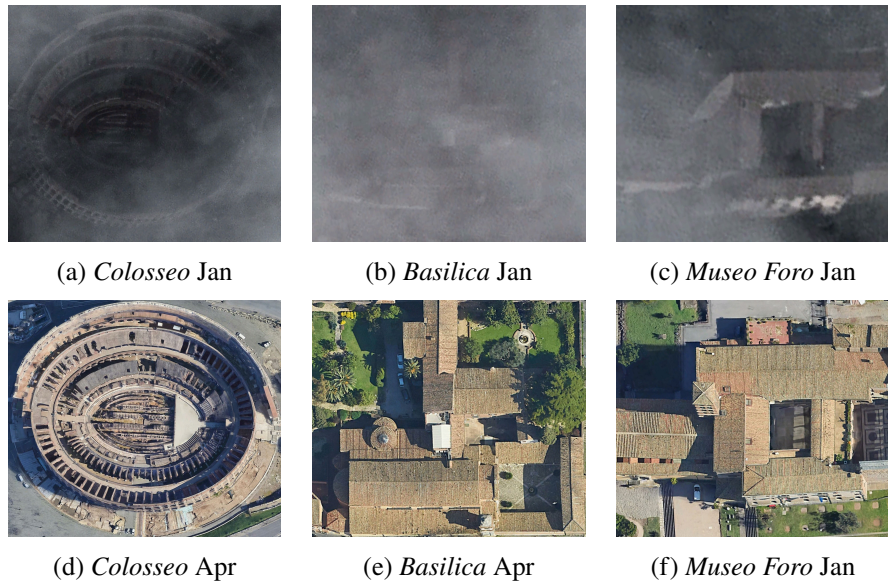 (a) Colosseo Jan
(b) Basilica Jan
(c) Museo Foro Jan
(d) Colosseo Apr
(e) Basilica Apr
(f) Museo Foro Jan